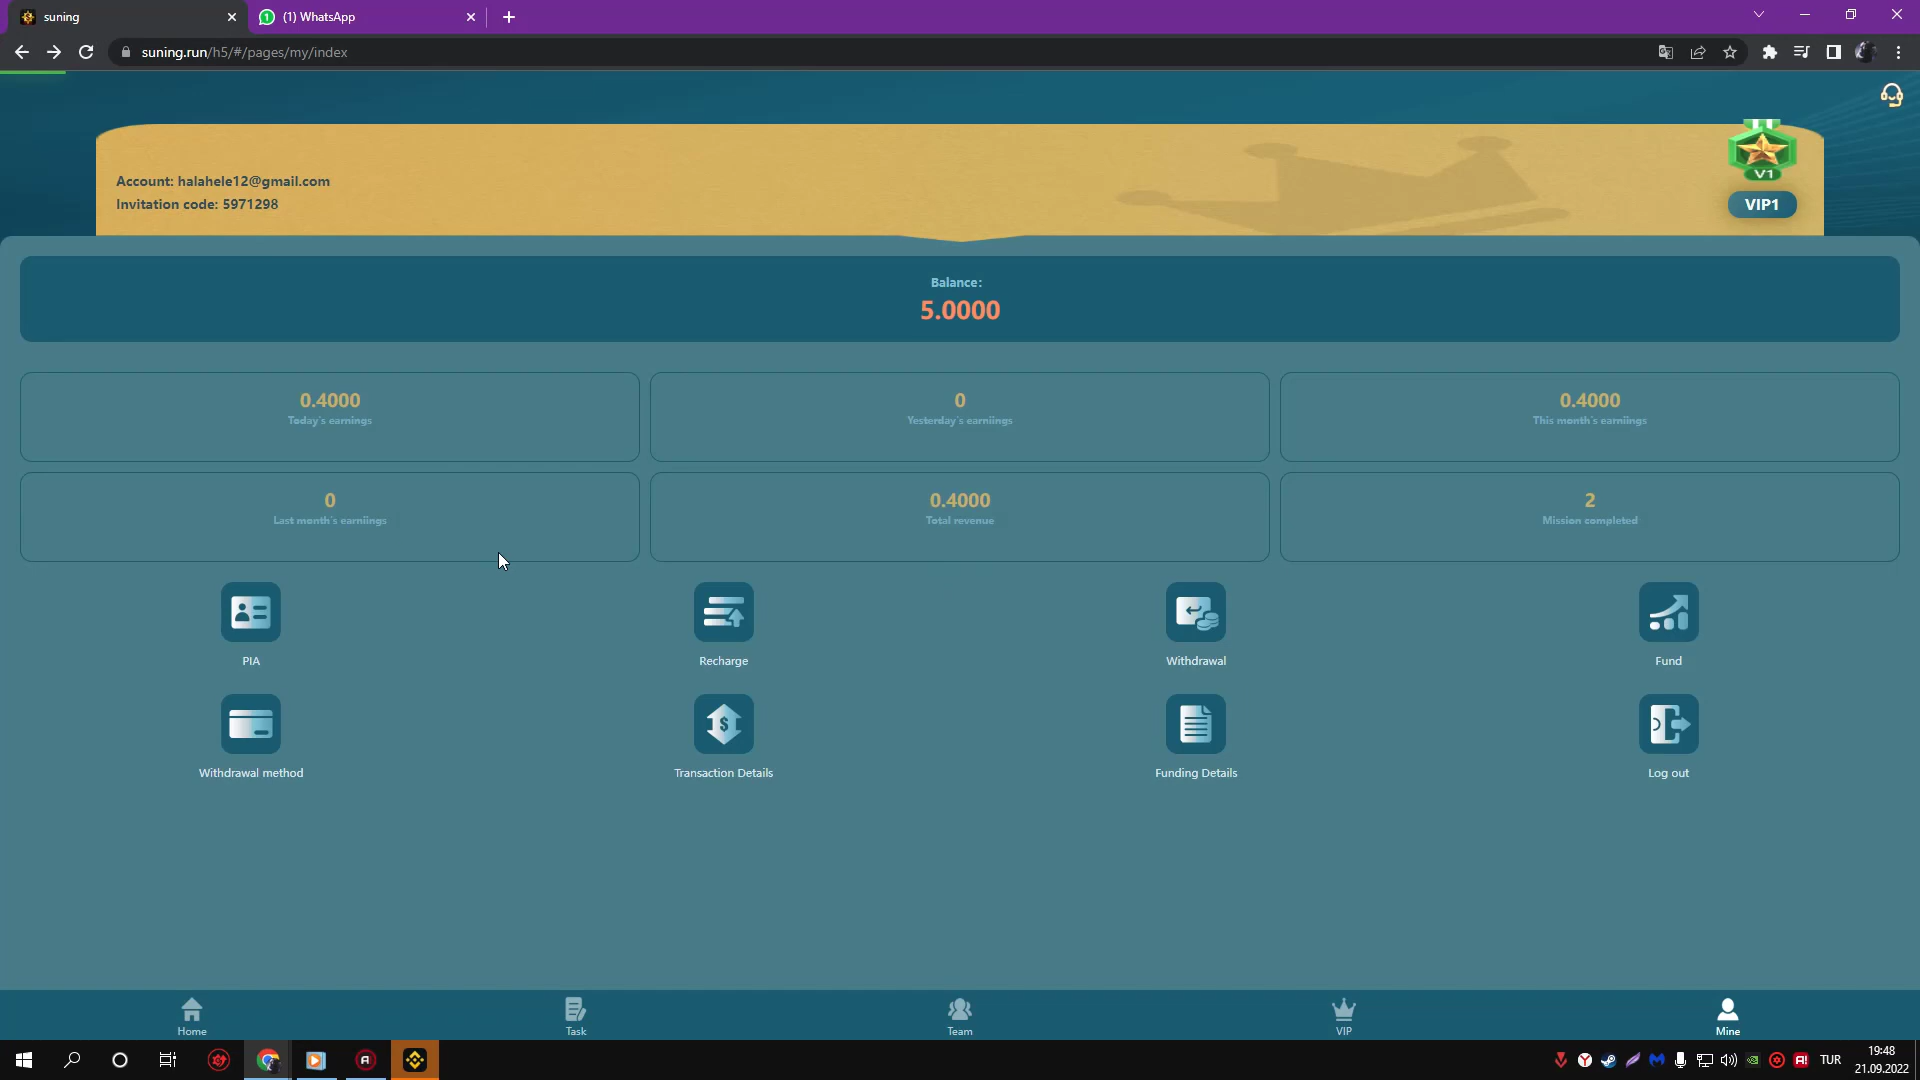 suning
(1) WhatsApp
suning.run/h5/#/pages/my/index
Account: halahele12@gmail.com
Invitation code: 5971298
V1
VIP1
Balance:
5.0000
0.4000
Today's earnings
0
Yesterday's earniings
0.4000
This month's earniings
0
Last month's earniings
0.4000
Total revenue
2
Mission completed
PIA
Recharge
Withdrawal
Fund
Withdrawal method
Transaction Details
Funding Details
Log out
Home
Task
Team
VIP
Mine
TUR
19:48
21.09.2022